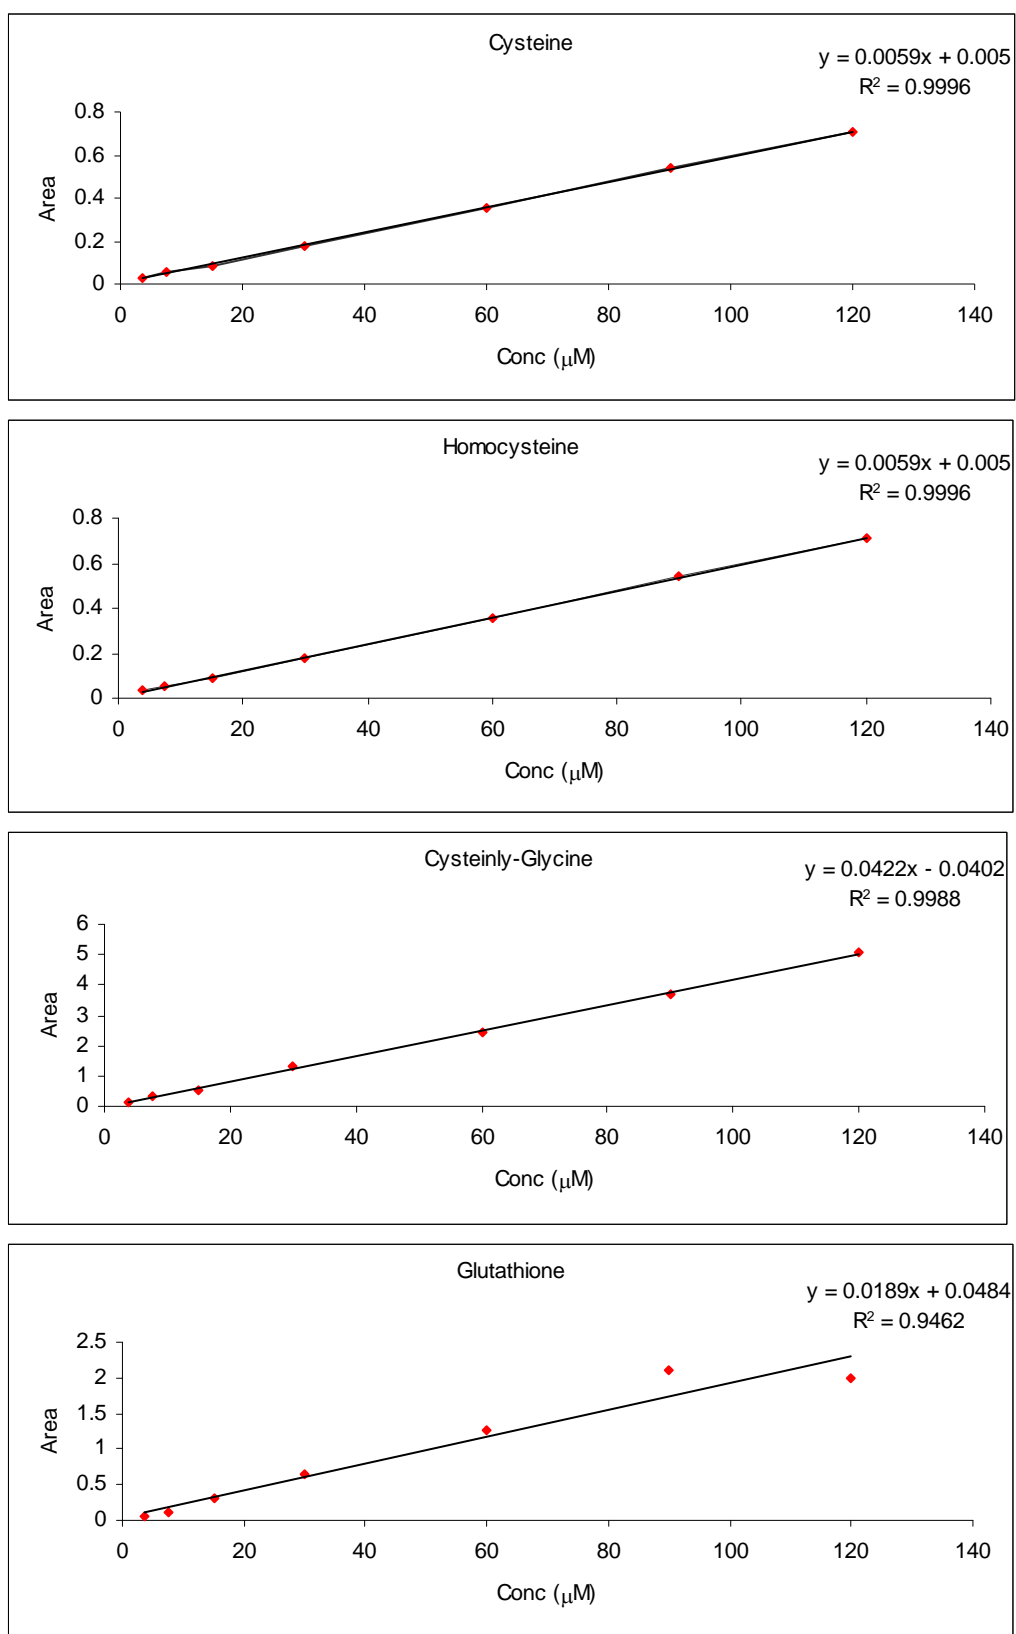 Cysteine
y = 0.0059x + 0.005
R² = 0.9996
0.8
0.6
0.4
0.2
0
Area
0 20 40 60 80 100 120 140
Conc (μM)
Homocysteine
y = 0.0059x + 0.005
R² = 0.9996
0.8
0.6
0.4
0.2
0
Area
0 20 40 60 80 100 120 140
Conc (μM)
Cysteinly-Glycine
y = 0.0422x - 0.0402
R² = 0.9988
6
5
4
3
2
1
0
Area
0 20 40 60 80 100 120 140
Conc (μM)
Glutathione
y = 0.0189x + 0.0484
R² = 0.9462
2.5
2
1.5
1
0.5
0
Area
0 20 40 60 80 100 120 140
Conc (μM)